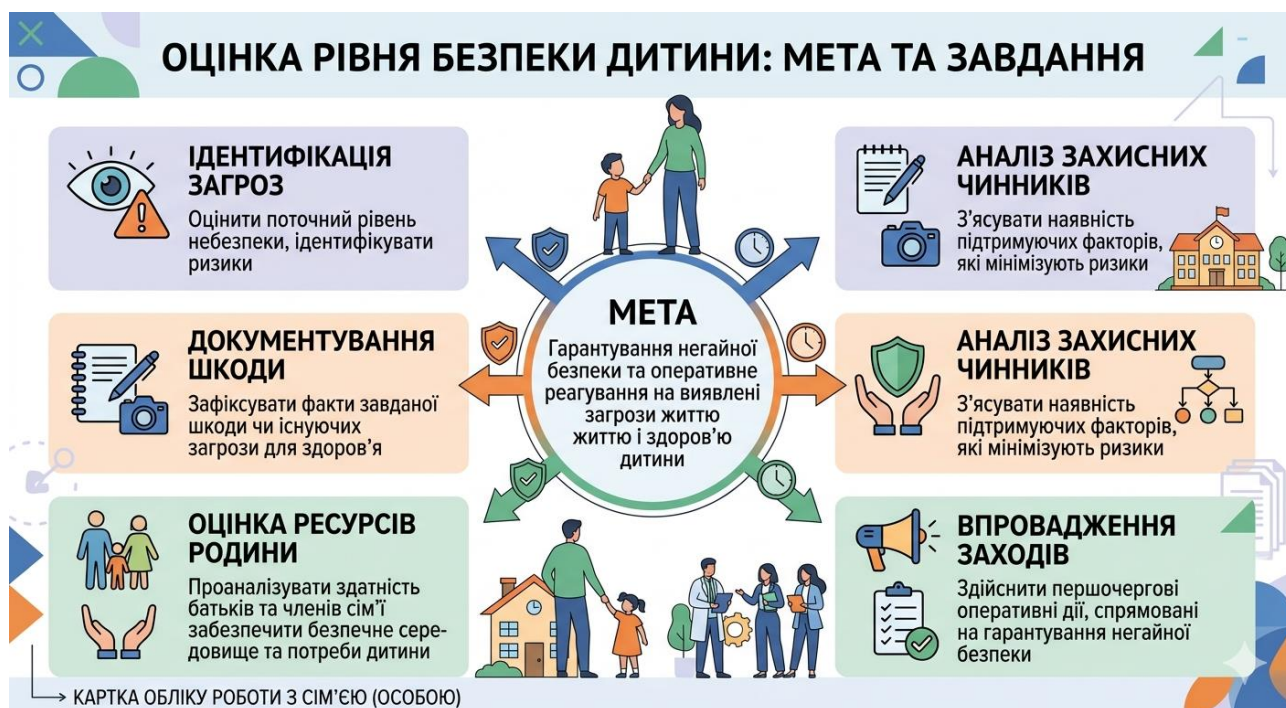 ОЦІНКА РІВНЯ БЕЗПЕКИ ДИТИНИ: МЕТА ТА ЗАВДАННЯ
ІДЕНТИФІКАЦІЯ
ЗАГРОЗ
Оцінити поточний рівень
небезпеки, ідентифікувати
ризики
ДОКУМЕНТУВАННЯ
ШКОДИ
Зафіксувати факти завданої
шкоди чи існуючих
загрози для здоров'я
ОЦІНКА РЕСУРСІВ
РОДИНИ
Проаналізувати здатність
батьків та членів сім'ї
забезпечити безпечне сере-
довище та потреби дитини
МЕТА
Гарантування негайної
безпеки та оперативне
реагування на виявлені
загрози життю
життю і здоров'ю
дитини
АНАЛІЗ ЗАХИСНИХ
ЧИННИКІВ
З'ясувати наявність
підтримуючих факторів,
які мінімізують ризики
АНАЛІЗ ЗАХИСНИХ
ЧИННИКІВ
З'ясувати наявність
підтримуючих факторів,
які мінімізують ризики
ВПРОВАДЖЕННЯ
ЗАХОДІВ
Здійснити першочергові
оперативні дії, спрямовані
на гарантування негайної
безпеки
КАРТКА ОБЛІКУ РОБОТИ З СІМ'ЄЮ (ОСОБОЮ)